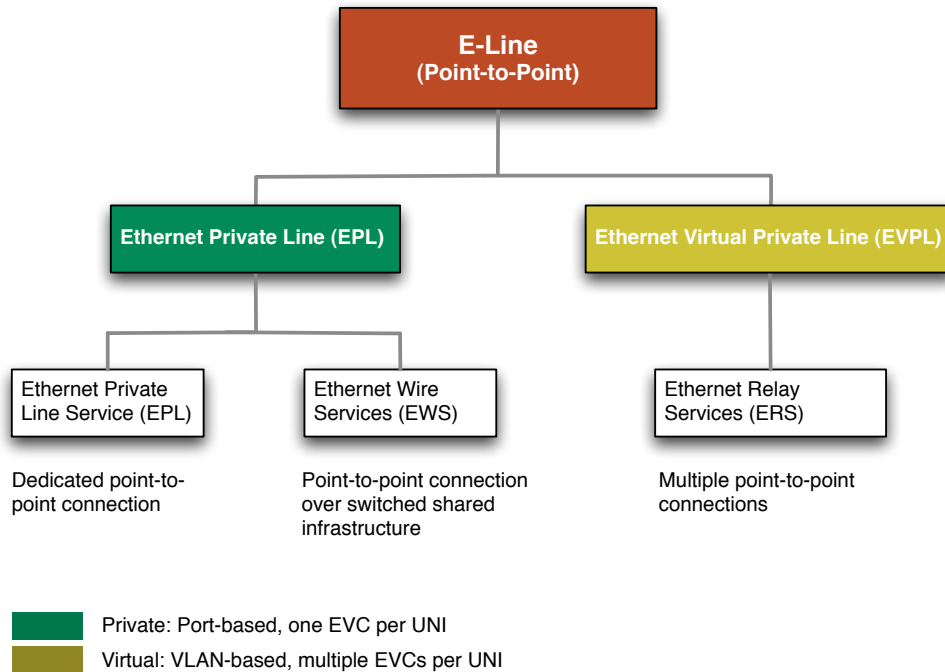 E-Line
(Point-to-Point)
Ethernet Private Line (EPL)
Ethernet Virtual Private Line (EVPL)
Ethernet Private
Line Service (EPL)
Ethernet Wire
Services (EWS)
Ethernet Relay
Services (ERS)
Dedicated point-to-
point connection
Point-to-point connection
over switched shared
infrastructure
Multiple point-to-point
connections
Private: Port-based, one EVC per UNI
Virtual: VLAN-based, multiple EVCs per UNI